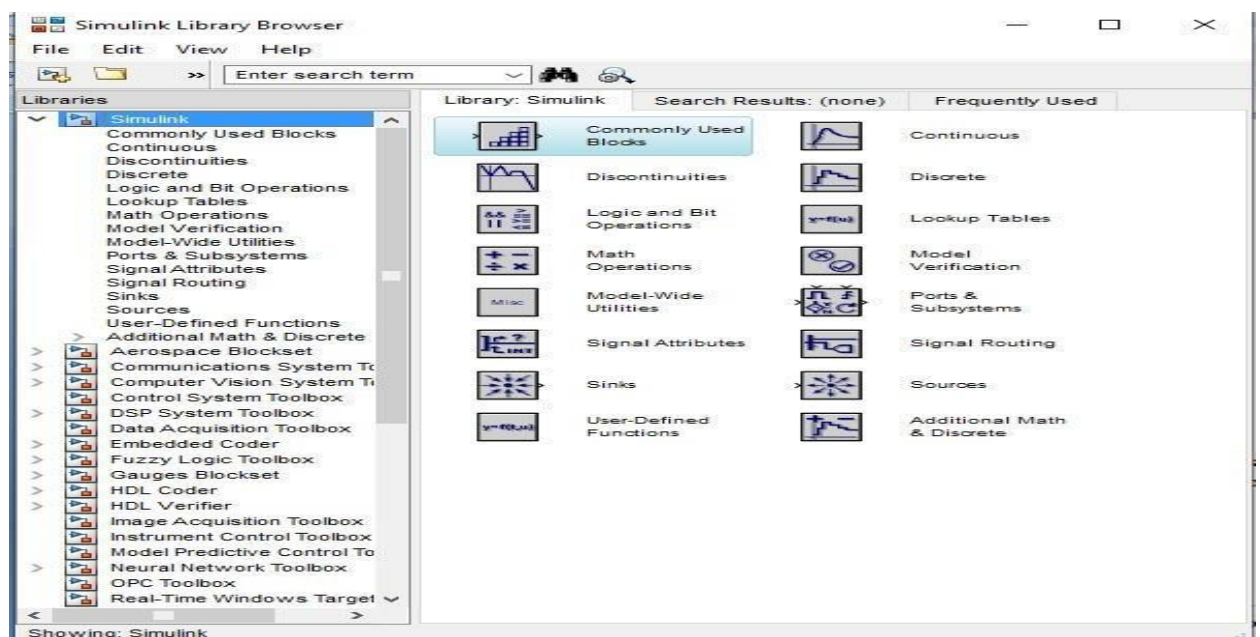 Simulink Library Browser
File Edit View Help
>> Enter search term
Libraries
Library: Simulink Search Results: (none) Frequently Used
Simulink
Commonly Used Blocks
Continuous
Discontinuities
Discrete
Logic and Bit Operations
Lookup Tables
Math Operations
Model Verification
Model-Wide Utilities
Ports & Subsystems
Signal Attributes
Signal Routing
Sinks
Sources
User-Defined Functions
Additional Math & Discrete
Aerospace Blockset
Communications System To
Computer Vision System T
Control System Toolbox
DSP System Toolbox
Data Acquisition Toolbox
Embedded Coder
Fuzzy Logic Toolbox
Gauges Blockset
HDL Coder
HDL Verifier
Image Acquisition Toolbox
Instrument Control Toolbox
Model Predictive Control To
Neural Network Toolbox
OPC Toolbox
Real-Time Windows Target
Commonly Used
Blocks
Continuous
Discontinuities
Discrete
Logic and Bit
Operations
y=f(u)
Lookup Tables
Math
Operations
Model
Verification
Misc
Model-Wide
Utilities
Ports &
Subsystems
Signal Attributes
Signal Routing
Sinks
Sources
User-Defined
Functions
Additional Math
& Discrete
Showing: Simulink